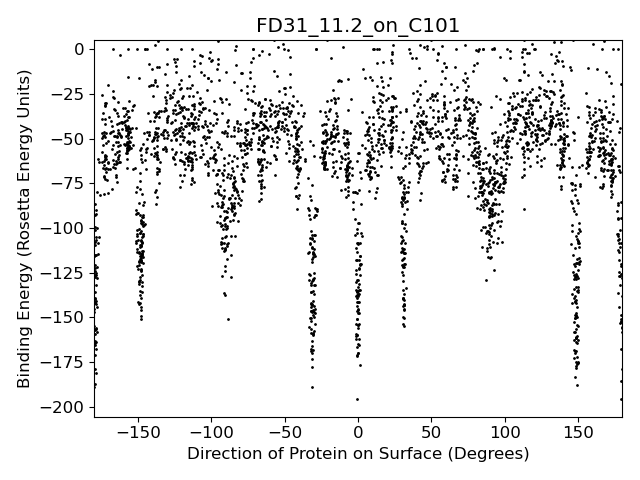 FD31_11.2_on_C101
Binding Energy (Rosetta Energy Units)
0
−25
−50
−75
−100
−125
−150
−175
−200
−150 −100 −50 0 50 100 150
Direction of Protein on Surface (Degrees)